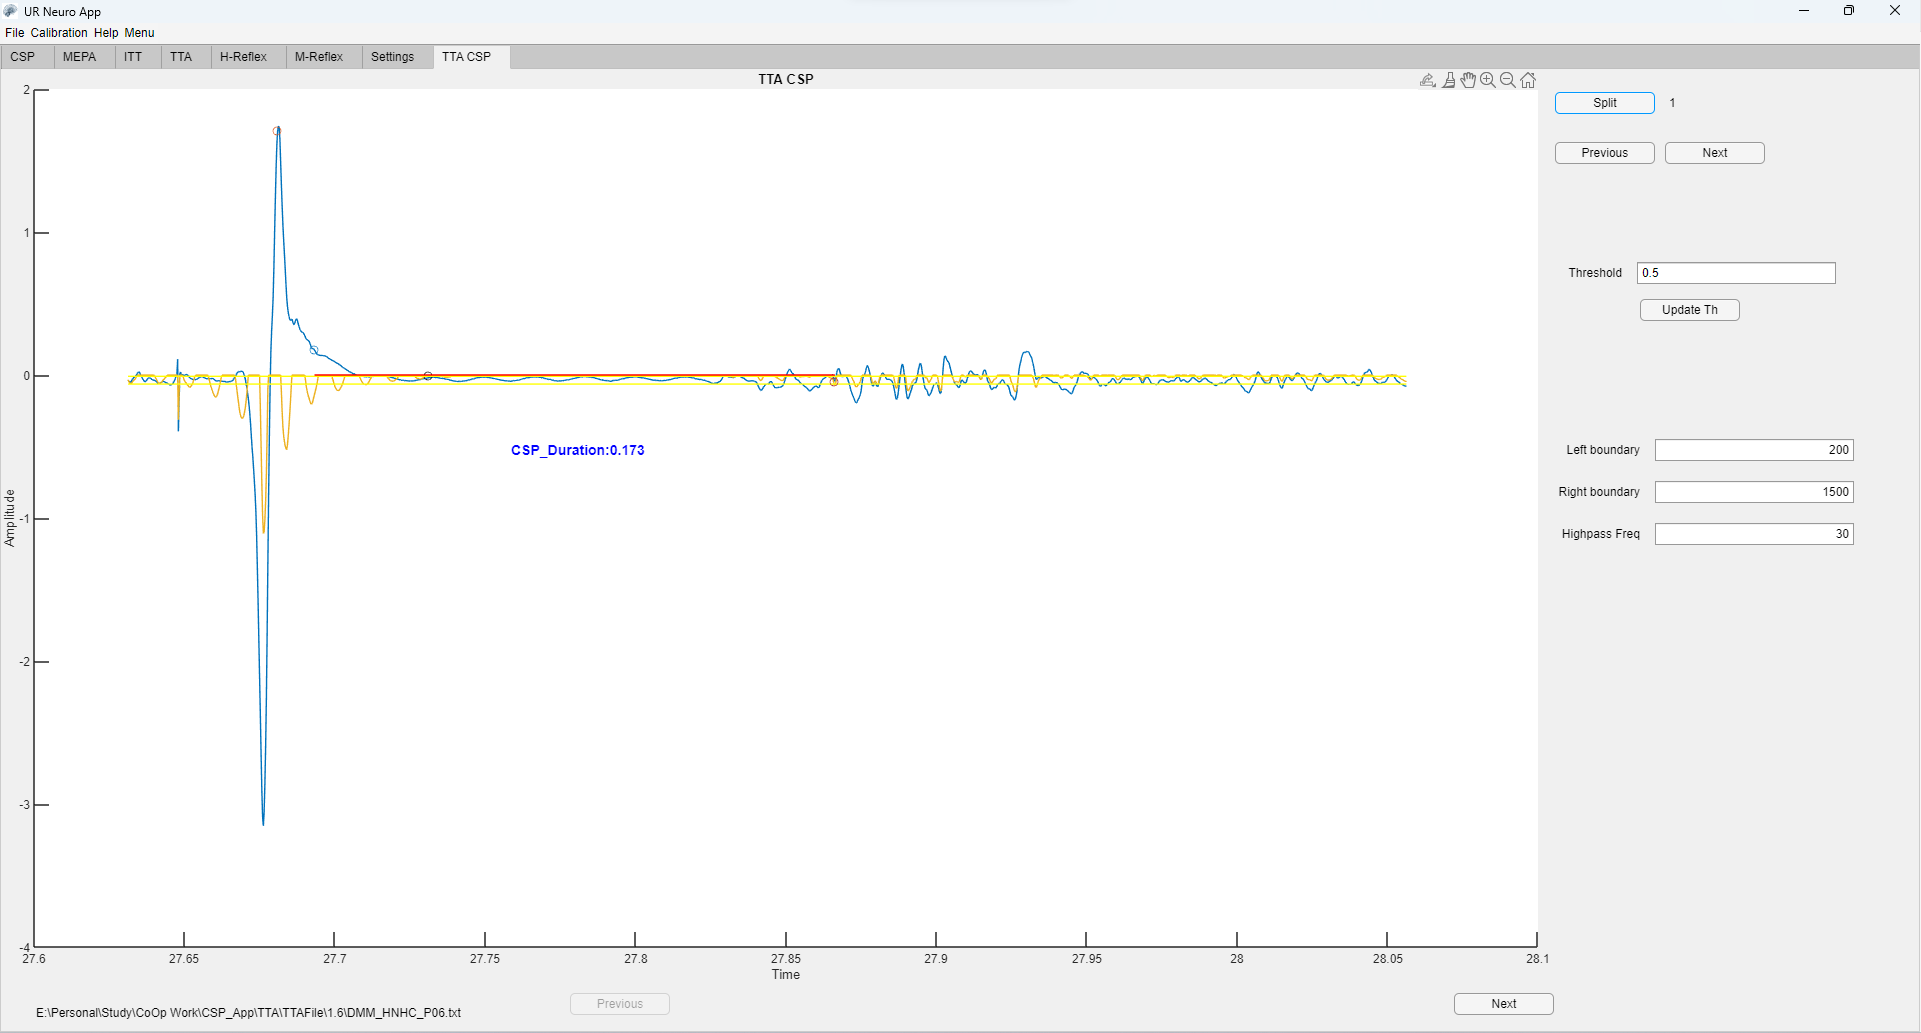 UR Neuro App
File Calibration Help Menu
CSP MEPA ITT TTA H-Reflex M-Reflex Settings TTA CSP
TTA CSP
Split 1
Previous Next
Threshold 0.5
Update Th
Left boundary 200
Right boundary 1500
Highpass Freq 30
2
1
0
-1
-2
-3
-4
Amplitude
CSP_Duration:0.173
27.6 27.65 27.7 27.75 27.8 27.85 27.9 27.95 28 28.05 28.1
Time
Previous Next
E:\Personal\Study\CoOp Work\CSP_App\TTA\TTAFile\1.6\DMM_HNHC_P06.txt